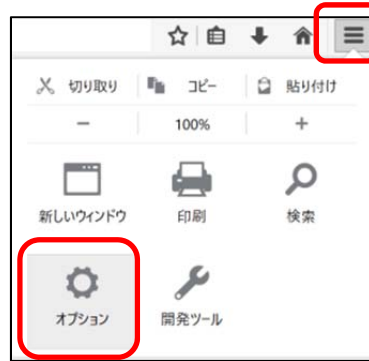 切り取り コピー 貼り付け
− 100% +
新しいウィンドウ 印刷 検索
オプション 開発ツール